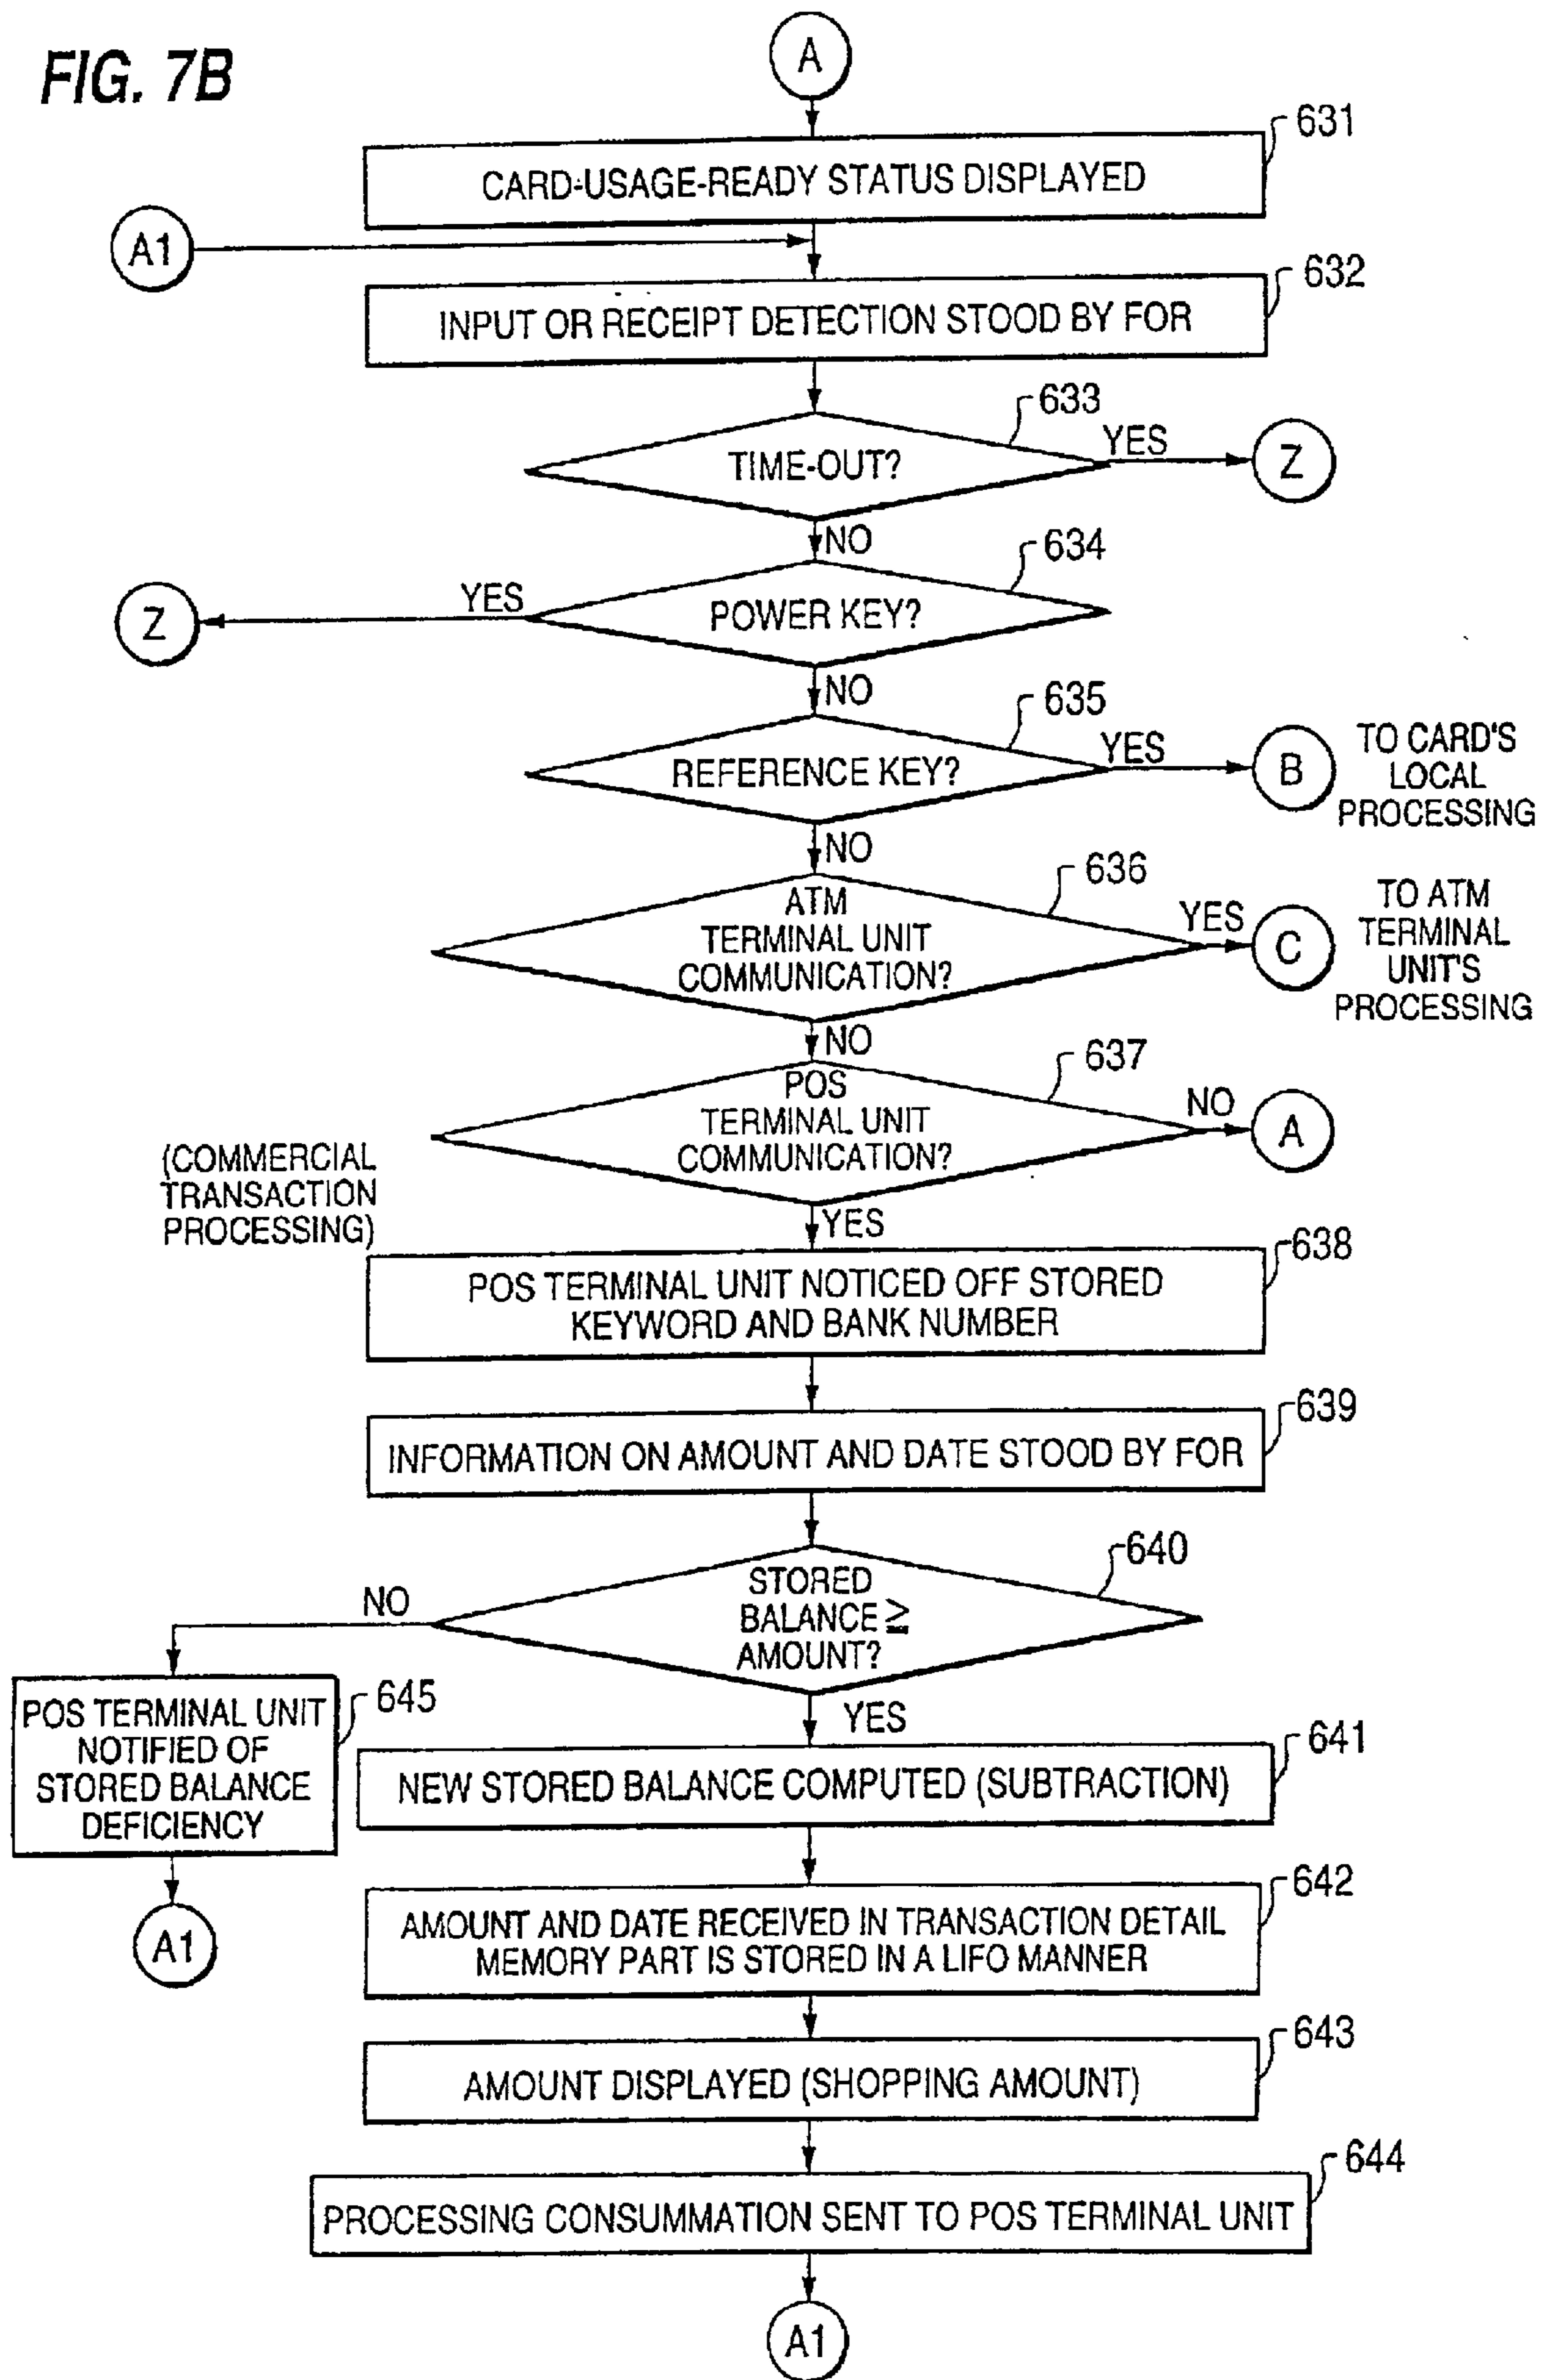 FIG. 7B
A
631
CARD-USAGE-READY STATUS DISPLAYED
A1
632
INPUT OR RECEIPT DETECTION STOOD BY FOR
633
TIME-OUT?
YES
Z
NO
634
POWER KEY?
YES
Z
NO
635
REFERENCE KEY?
YES
B
TO CARD'S
LOCAL
PROCESSING
NO
636
ATM
TERMINAL UNIT
COMMUNICATION?
YES
C
TO ATM
TERMINAL
UNIT'S
PROCESSING
NO
637
POS
TERMINAL UNIT
COMMUNICATION?
NO
A
(COMMERCIAL
TRANSACTION
PROCESSING)
YES
638
POS TERMINAL UNIT NOTICED OFF STORED
KEYWORD AND BANK NUMBER
639
INFORMATION ON AMOUNT AND DATE STOOD BY FOR
640
STORED
BALANCE ≧
AMOUNT?
NO
645
POS TERMINAL UNIT
NOTIFIED OF
STORED BALANCE
DEFICIENCY
A1
YES
641
NEW STORED BALANCE COMPUTED (SUBTRACTION)
642
AMOUNT AND DATE RECEIVED IN TRANSACTION DETAIL
MEMORY PART IS STORED IN A LIFO MANNER
643
AMOUNT DISPLAYED (SHOPPING AMOUNT)
644
PROCESSING CONSUMMATION SENT TO POS TERMINAL UNIT
A1